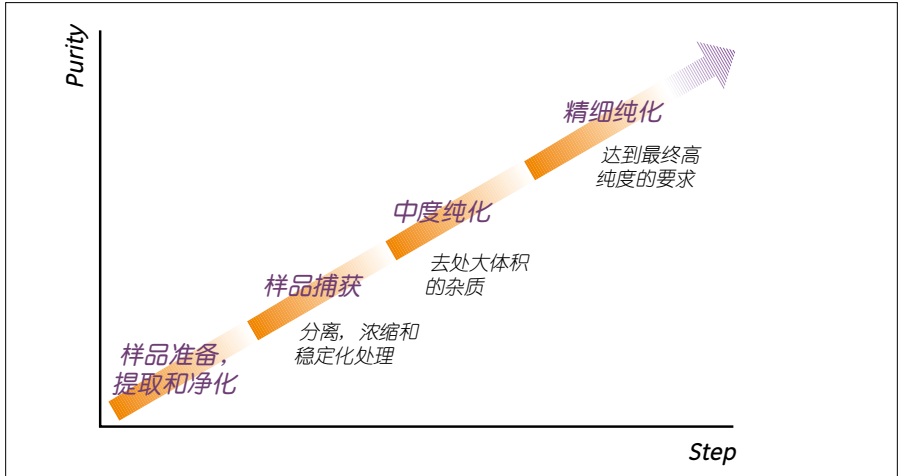 Purity
精细纯化
达到最终高
纯度的要求
中度纯化
去处大体积
的杂质
样品捕获
分离，浓缩和
稳定化处理
样品准备，
提取和净化
Step